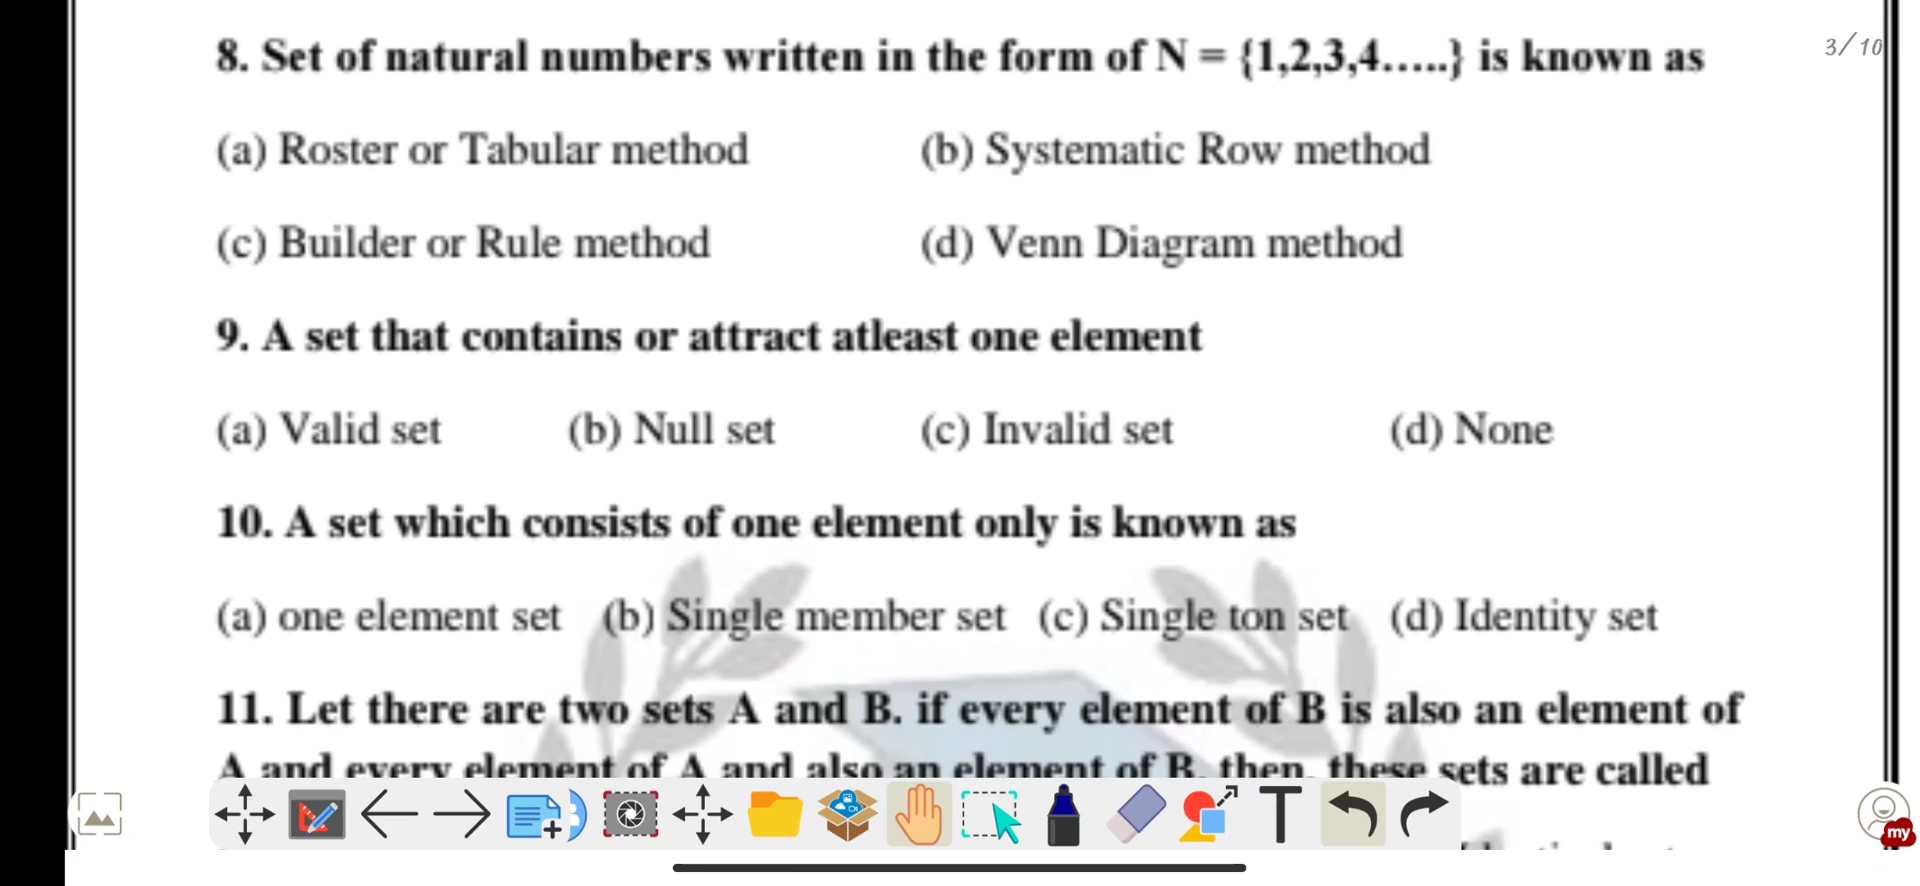 8. Set of natural numbers written in the form of N = {1,2,3,4.....} is known as
3/10
(a) Roster or Tabular method (b) Systematic Row method
(c) Builder or Rule method (d) Venn Diagram method
9. A set that contains or attract atleast one element
(a) Valid set (b) Null set (c) Invalid set (d) None
10. A set which consists of one element only is known as
(a) one element set (b) Single member set (c) Single ton set (d) Identity set
11. Let there are two sets A and B. if every element of B is also an element of
A and every element of A and also an element of B, then, these sets are called
T
my